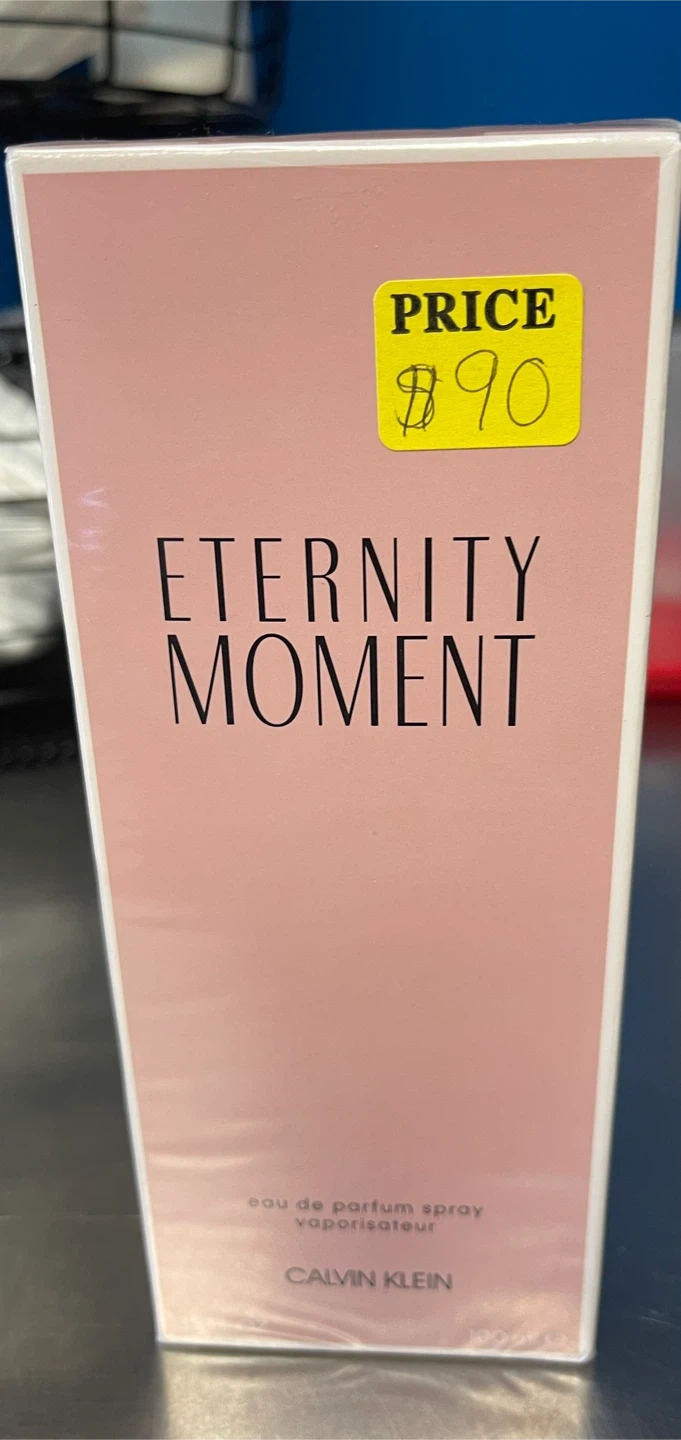 PRICE
$90
ETERNITY
MOMENT
eau de parfum spray
vaporisateur
CALVIN KLEIN